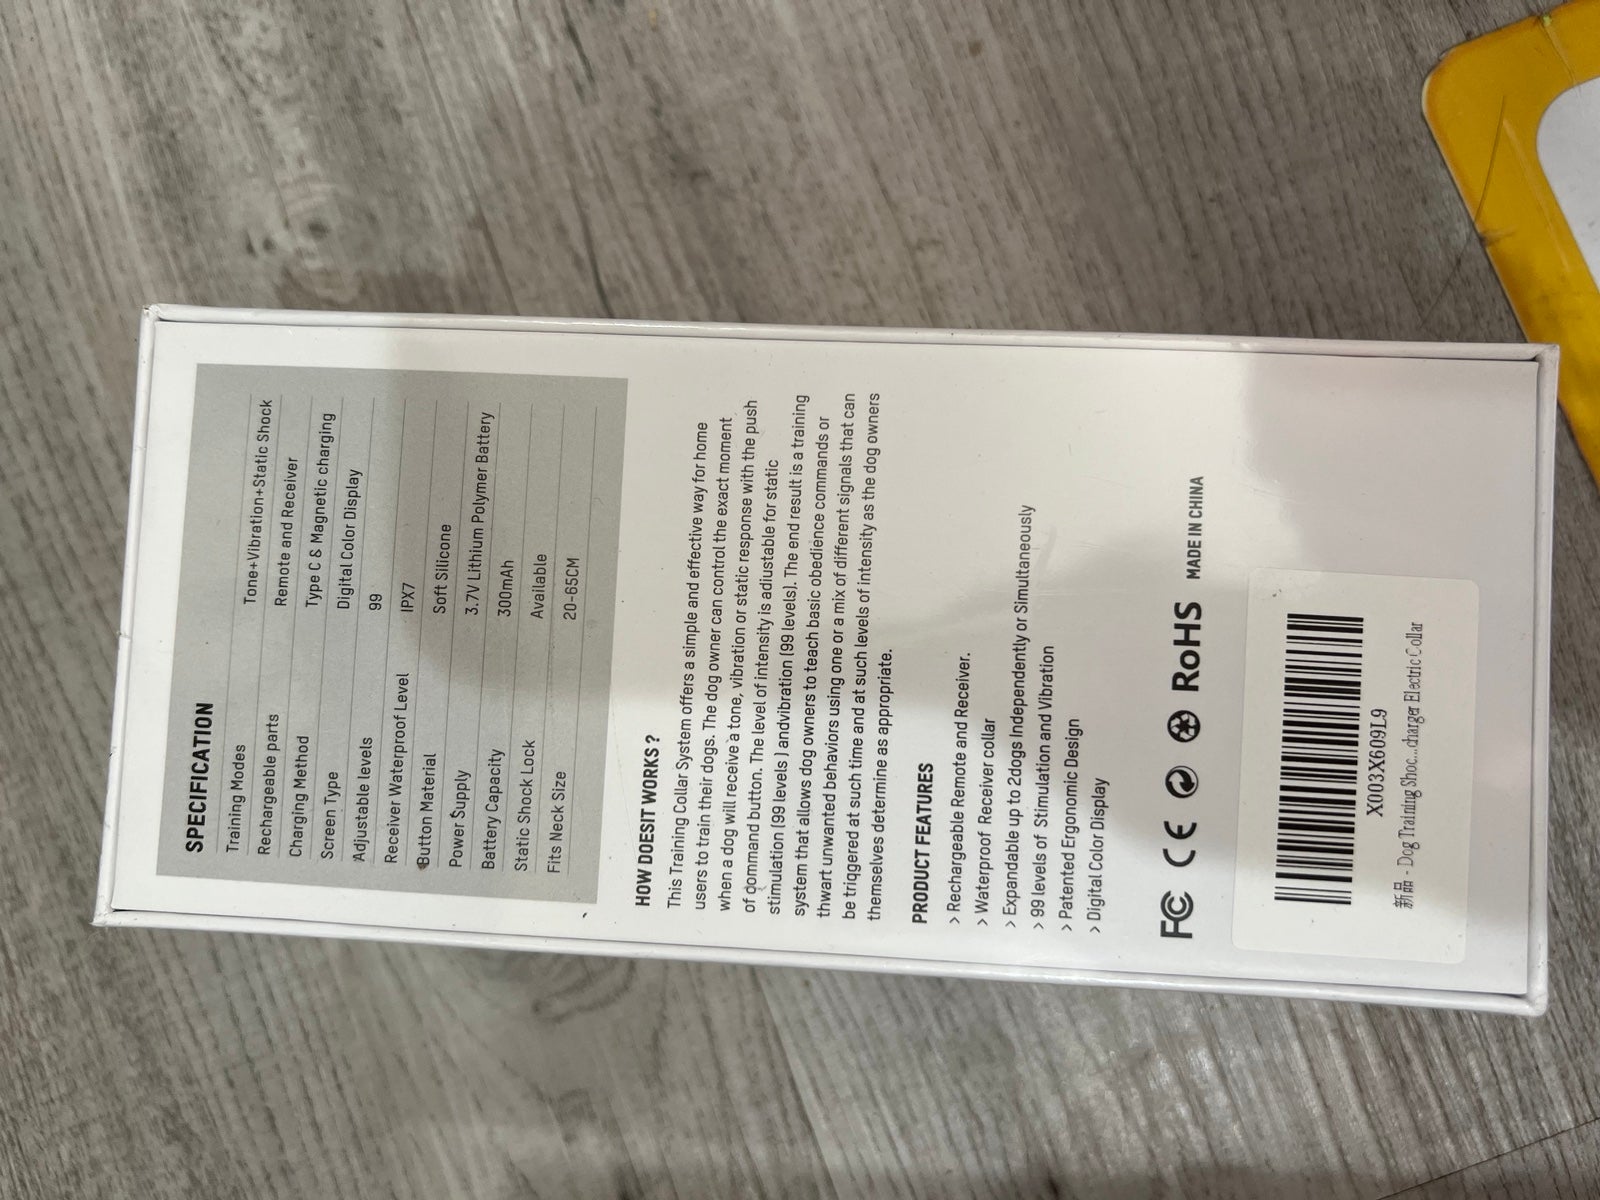 SPECIFICATION
Training Modes Tone+Vibration+Static Shock
Rechargeable parts Remote and Receiver
Charging Method Type C & Magnetic charging
Screen Type Digital Color Display
Adjustable levels 99
Receiver Waterproof Level IPX7
Button Material Soft Silicone
Power Supply 3.7V Lithium Polymer Battery
Battery Capacity 300mAh
Static Shock Lock Available
Fits Neck Size 20-65CM
HOW DOESIT WORKS?
This Training Collar System offers a simple and effective way for home
users to train their dogs. The dog owner can control the exact moment
when a dog will receive a tone, vibration or static response with the push
of dommand button. The level of intensity is adiustable for static
stimulation (99 levels ) andvibration (99 levels). The end result is a training
system that allows dog owners to teach basic obedience commands or
thwart unwanted behaviors using one or a mix of different signals that can
be triqgered at such time and at such levels of intensity as the dog owners
themselves determine as appropriate.
PRODUCT FEATURES
> Rechargeable Remote and Receiver.
> Waterproof Receiver collar
> Expandable up to 2dogs Independently or Simultaneously
> 99 levels of Stimulation and Vibration
> Patented Ergonomic Design
> Digital Color Display
FC CE RoHS MADE IN CHINA
X003X609L9
新品 - Dog Training Shoc...charger Electric Collar